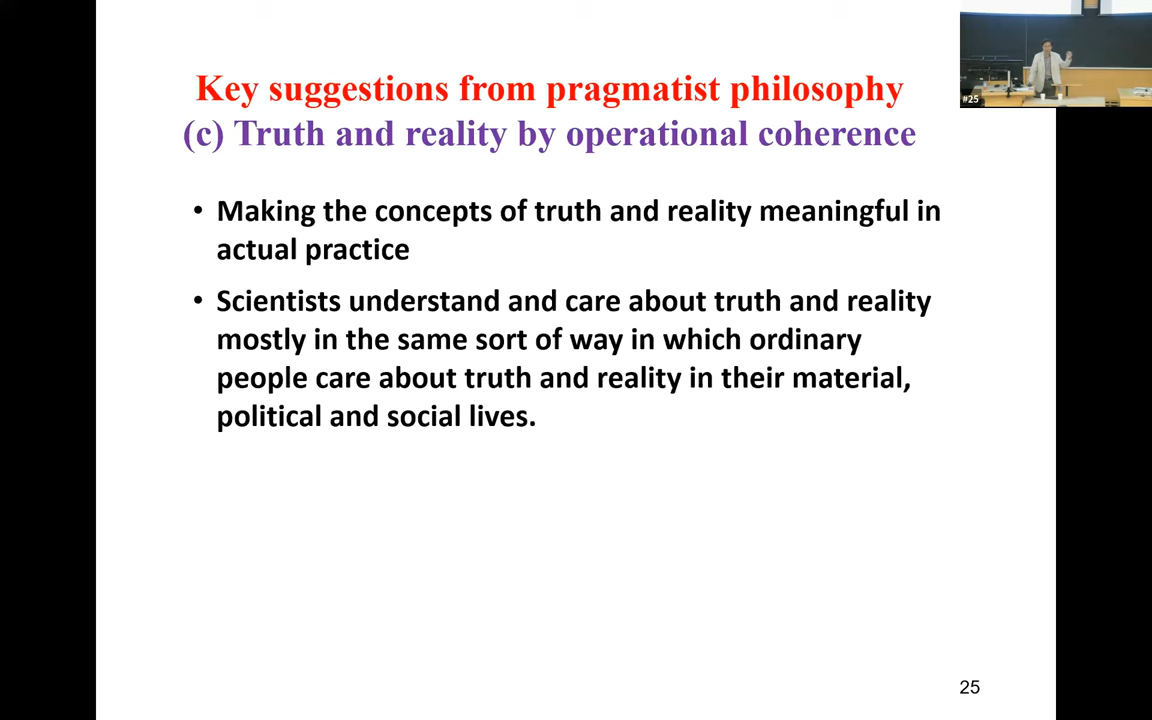 Key suggestions from pragmatist philosophy
(c) Truth and reality by operational coherence
• Making the concepts of truth and reality meaningful in
actual practice
• Scientists understand and care about truth and reality
mostly in the same sort of way in which ordinary
people care about truth and reality in their material,
political and social lives.
#25
25